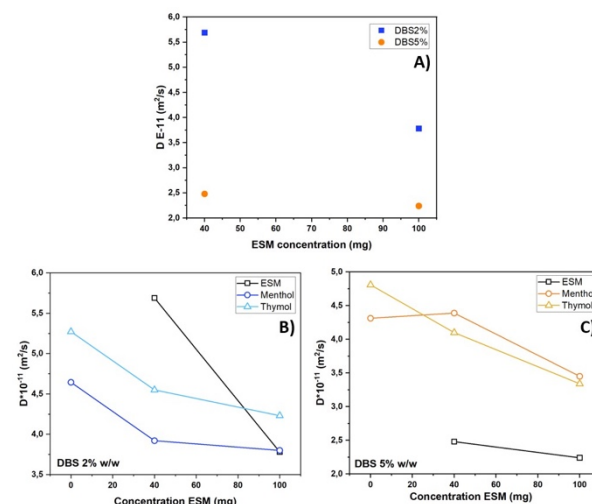 6,0
5,5
5,0
4,5
4,0
3,5
3,0
2,5
2,0
D E-11 (m²/s)
DBS2%
DBS5%
A)
40 50 60 70 80 90 100
ESM concentration (mg)
6,0
5,5
5,0
4,5
4,0
3,5
D*10⁻¹¹ (m²/s)
ESM
Menthol
Thymol
B)
DBS 2% w/w
0 20 40 60 80 100
Concentration ESM (mg)
5,0
4,5
4,0
3,5
3,0
2,5
2,0
D*10⁻¹¹ (m²/s)
ESM
Menthol
Thymol
C)
DBS 5% w/w
0 20 40 60 80 100
Concentration ESM (mg)